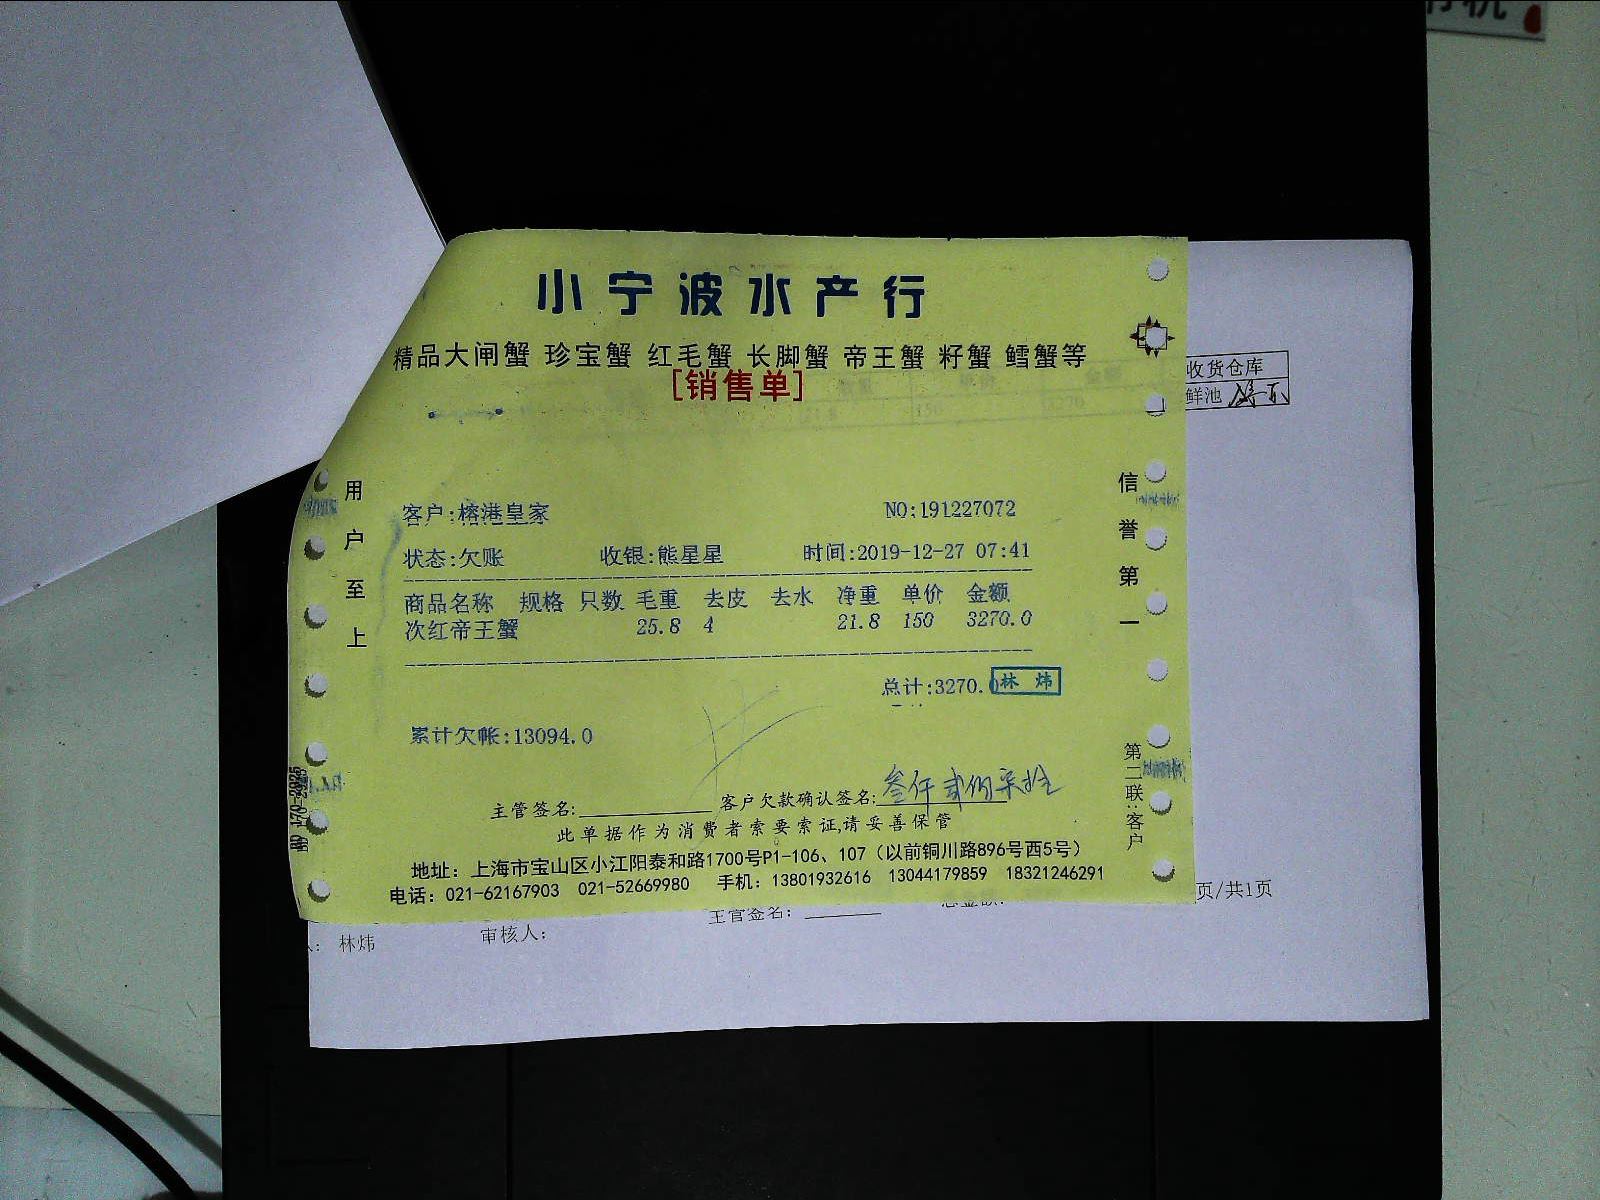 小宁波水产行
精品大闸蟹 珍宝蟹 红毛蟹 长脚蟹 帝王蟹 籽蟹 鳕蟹等
[销售单]
收货仓库
鲜池
用户至上
信誉第一
客户:榕港皇家 NO:191227072
状态:欠账 收银:熊星星 时间:2019-12-27 07:41
商品名称 规格 只数 毛重 去皮 去水 净重 单价 金额
次红帝王蟹 25.8 4 21.8 150 3270.0
总计:3270.0
林炜
累计欠帐:13094.0
第二联:客户
主管签名: 客户欠款确认签名:叁仟贰佰柒拾
此单据作为消费者索要索证,请妥善保管
地址: 上海市宝山区小江阳泰和路1700号P1-106、107 (以前铜川路896号西5号)
电话: 021-62167903 021-52669980 手机: 13801932616 13044179859 18321246291
页/共1页
主管签名:
审核人:
林炜